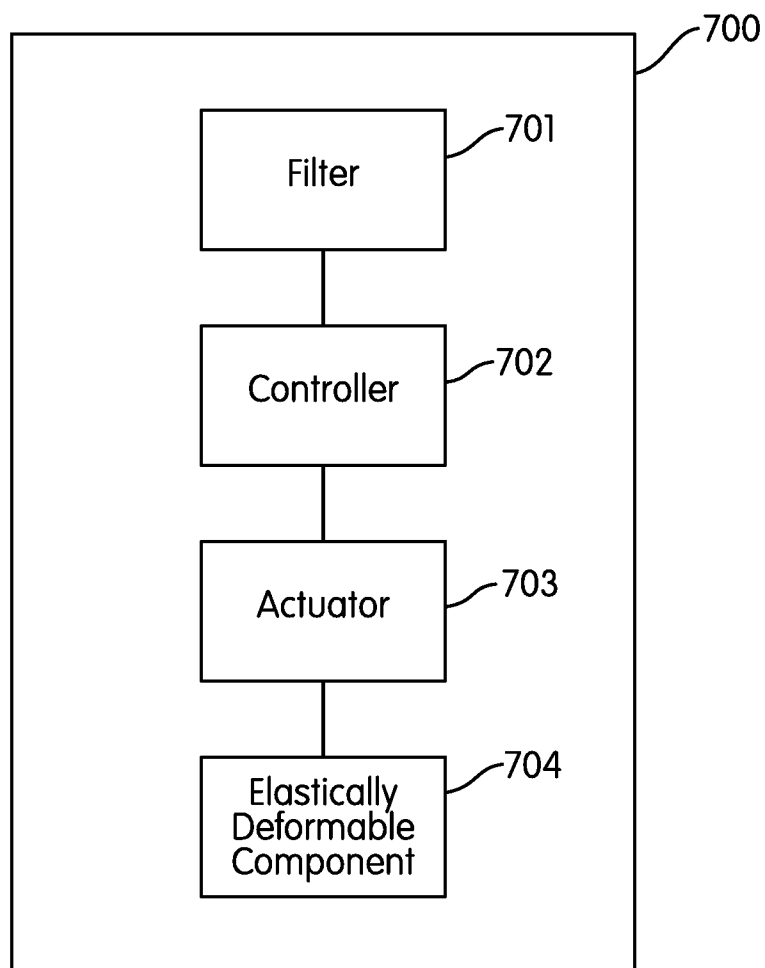 700
701
Filter
702
Controller
703
Actuator
704
Elastically
Deformable
Component